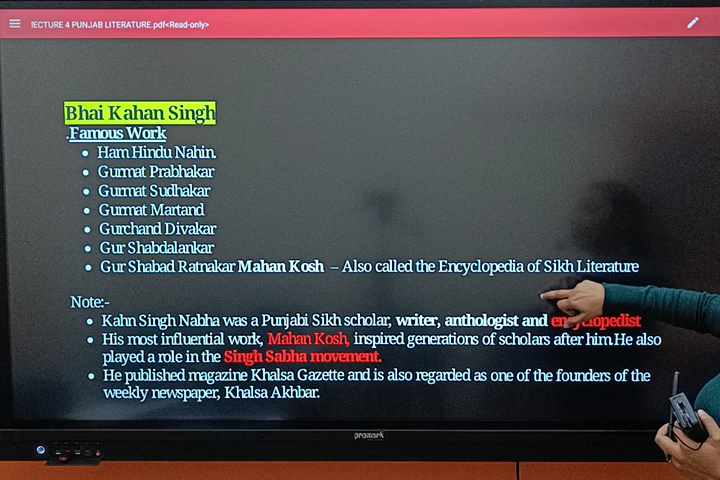 lECTURE 4 PUNJAB LITERATURE.pdf<Read-only>
Bhai Kahan Singh
.Famous Work
• Ham Hindu Nahin.
• Gurmat Prabhakar
• Gurmat Sudhakar
• Gurmat Martand
• Gurchand Divakar
• Gur Shabdalankar
• Gur Shabad Ratnakar Mahan Kosh – Also called the Encyclopedia of Sikh Literature
Note:-
• Kahn Singh Nabha was a Punjabi Sikh scholar, writer, anthologist and encyclopedist
• His most influential work, Mahan Kosh, inspired generations of scholars after him.He also
played a role in the Singh Sabha movement.
• He published magazine Khalsa Gazette and is also regarded as one of the founders of the
weekly newspaper, Khalsa Akhbar.
promark